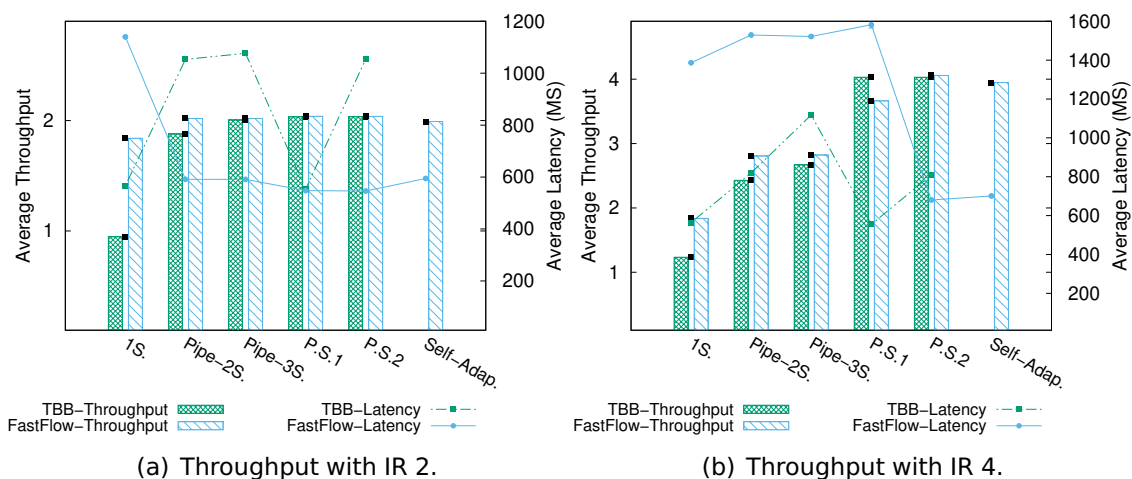 Average Throughput
2
1
1200
1000
800
600
400
200
Average Latency (MS)
1S.
Pipe−2S.
Pipe−3S.
P.S.1
P.S.2
Self−Adap.
TBB−Throughput
FastFlow−Throughput
TBB−Latency
FastFlow−Latency
(a) Throughput with IR 2.
Average Throughput
4
3
2
1
1600
1400
1200
1000
800
600
400
200
Average Latency (MS)
1S.
Pipe−2S.
Pipe−3S.
P.S.1
P.S.2
Self−Adap.
TBB−Throughput
FastFlow−Throughput
TBB−Latency
FastFlow−Latency
(b) Throughput with IR 4.